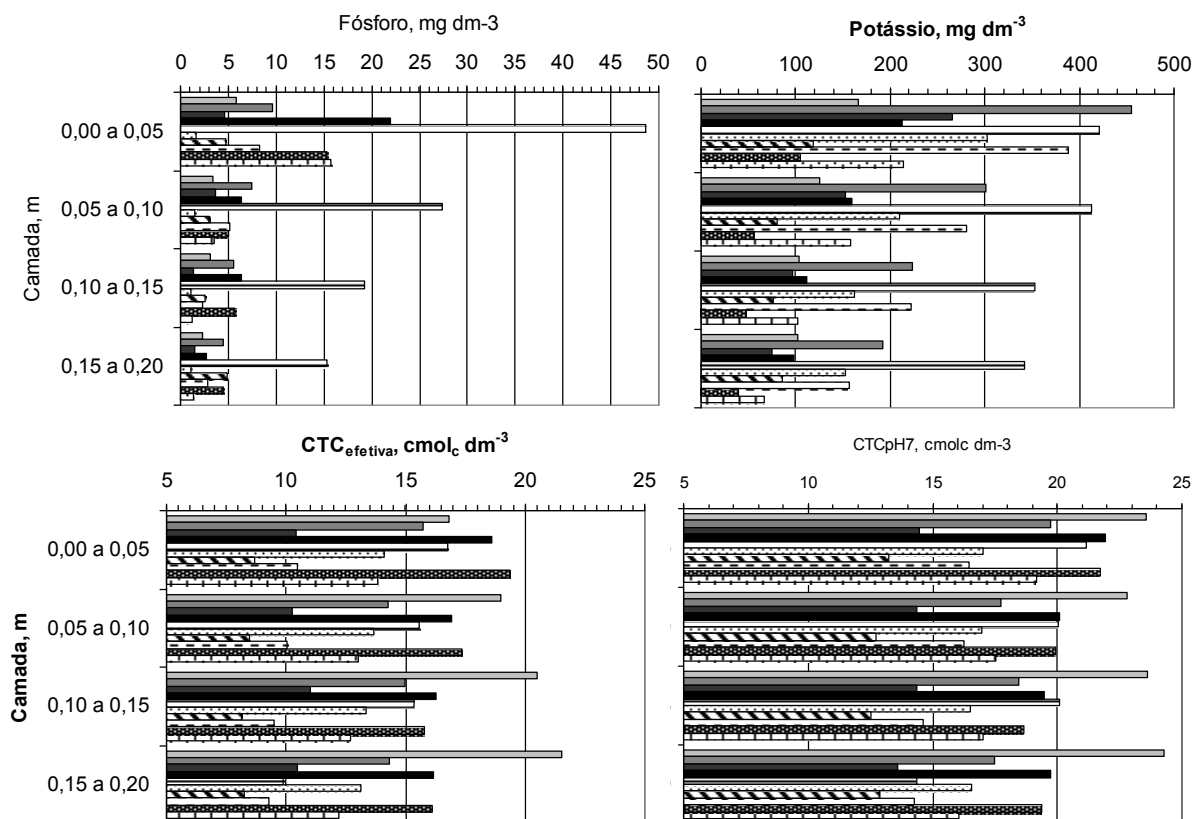 Fósforo, mg dm-3
0 5 10 15 20 25 30 35 40 45 50
Camada, m
0,00 a 0,05
0,05 a 0,10
0,10 a 0,15
0,15 a 0,20
Potássio, mg dm-3
0 100 200 300 400 500
CTCefetiva, cmolc dm-3
5 10 15 20 25
Camada, m
0,00 a 0,05
0,05 a 0,10
0,10 a 0,15
0,15 a 0,20
CTCpH7, cmolc dm-3
5 10 15 20 25